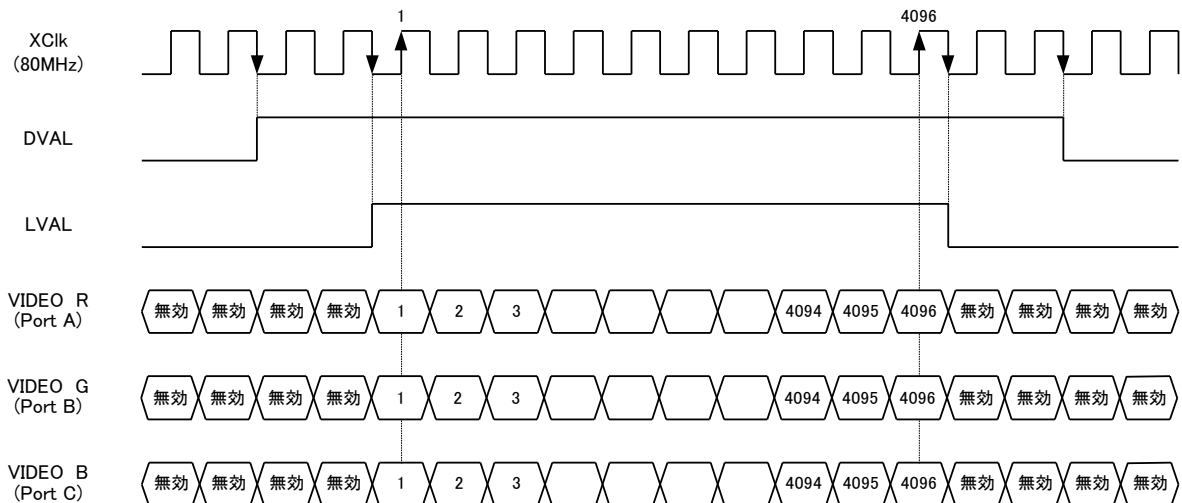 1 4096
XClk
(80MHz)
DVAL
LVAL
VIDEO R
(Port A)
無効 無効 無効 無効 1 2 3 4094 4095 4096 無効 無効 無効 無効
VIDEO G
(Port B)
無効 無効 無効 無効 1 2 3 4094 4095 4096 無効 無効 無効 無効
VIDEO B
(Port C)
無効 無効 無効 無効 1 2 3 4094 4095 4096 無効 無効 無効 無効